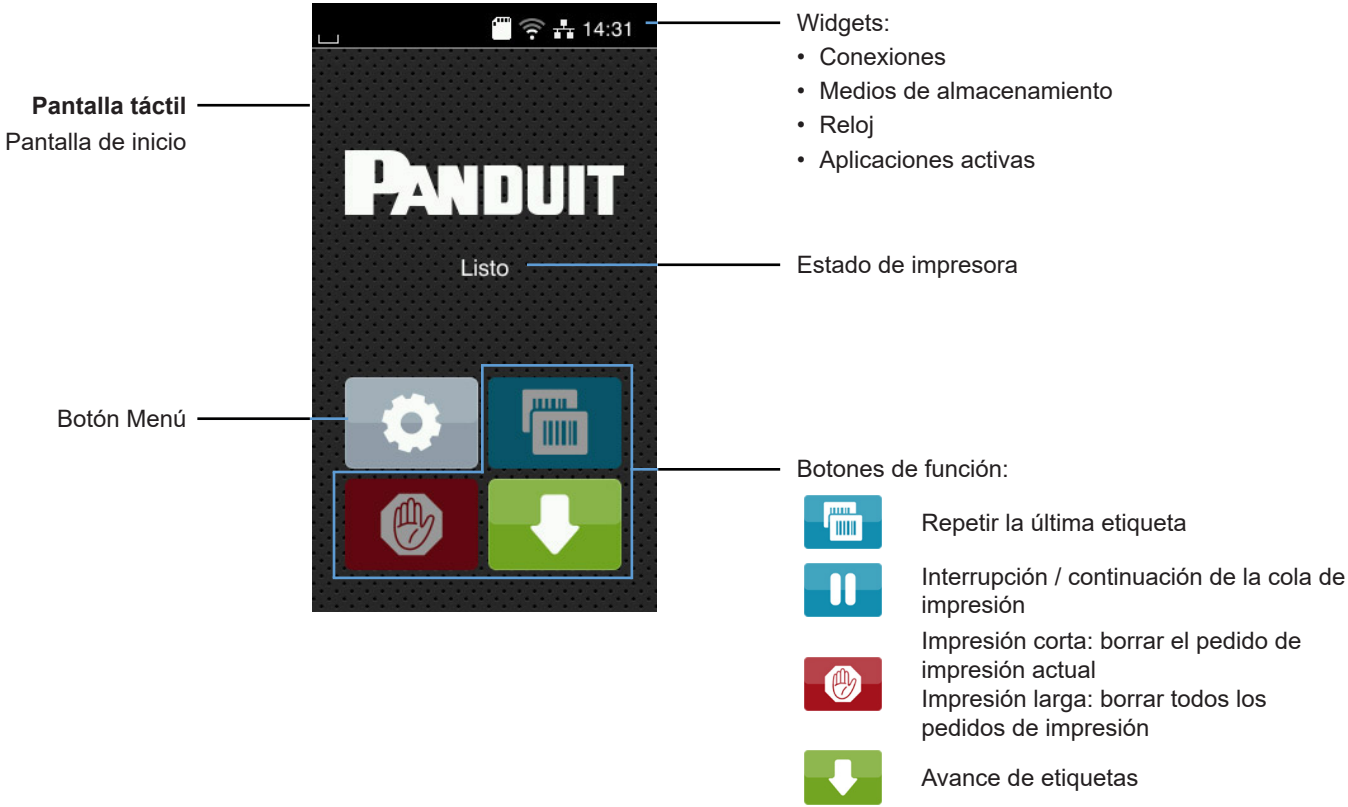 14:31
Widgets:
• Conexiones
• Medios de almacenamiento
• Reloj
• Aplicaciones activas
Pantalla táctil
Pantalla de inicio
PANDUIT
Listo
Estado de impresora
Botón Menú
Botones de función:
Repetir la última etiqueta
Interrupción / continuación de la cola de
impresión
Impresión corta: borrar el pedido de
impresión actual
Impresión larga: borrar todos los
pedidos de impresión
Avance de etiquetas